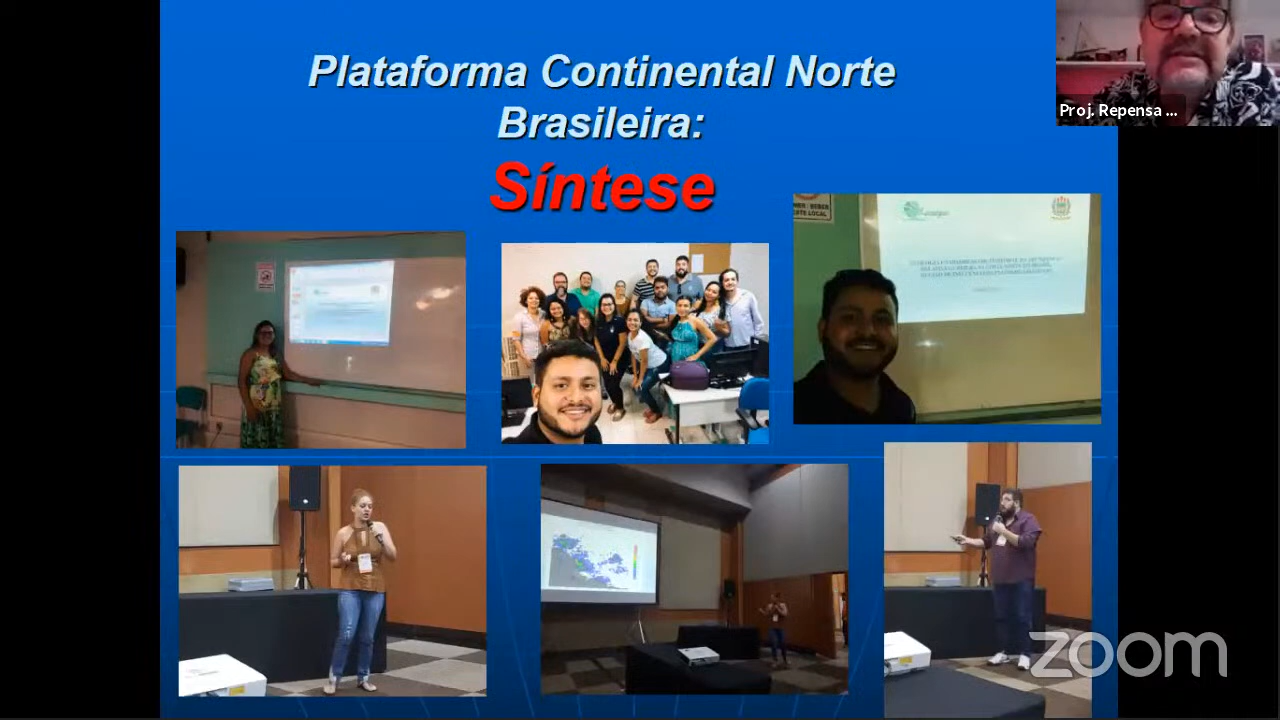 Plataforma Continental Norte
Brasileira:
Síntese
Proj. Repensa ...
zoom